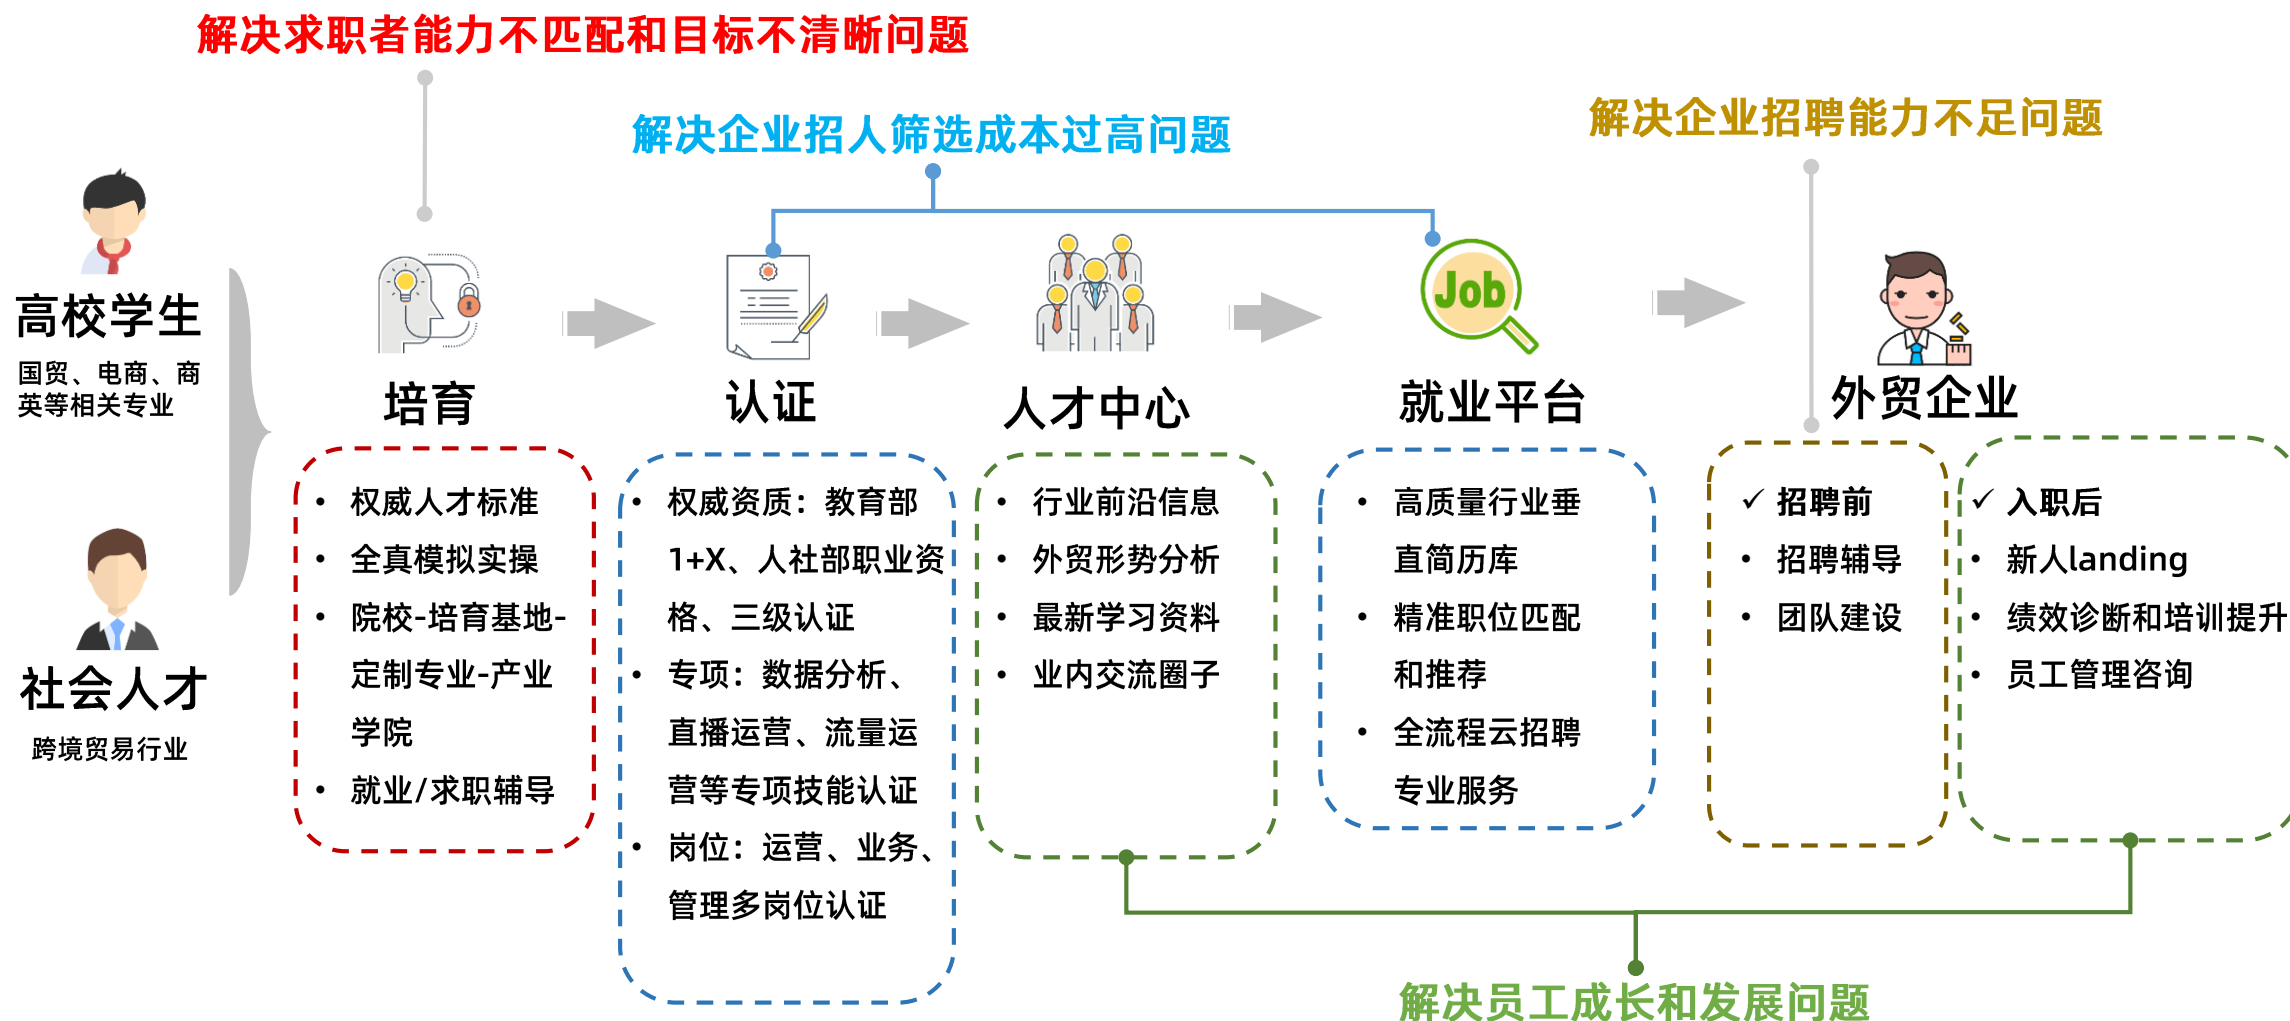 解决求职者能力不匹配和目标不清晰问题
解决企业招人筛选成本过高问题
解决企业招聘能力不足问题
高校学生
国贸、电商、商
英等相关专业
社会人才
跨境贸易行业
培育
• 权威人才标准
• 全真模拟实操
• 院校-培育基地-
定制专业-产业
学院
• 就业/求职辅导
认证
• 权威资质：教育部
1+X、人社部职业资
格、三级认证
• 专项：数据分析、
直播运营、流量运
营等专项技能认证
• 岗位：运营、业务、
管理多岗位认证
人才中心
• 行业前沿信息
• 外贸形势分析
• 最新学习资料
• 业内交流圈子
Job
就业平台
• 高质量行业垂
直简历库
• 精准职位匹配
和推荐
• 全流程云招聘
专业服务
外贸企业
✓ 招聘前
• 招聘辅导
• 团队建设
✓ 入职后
• 新人landing
• 绩效诊断和培训提升
• 员工管理咨询
解决员工成长和发展问题